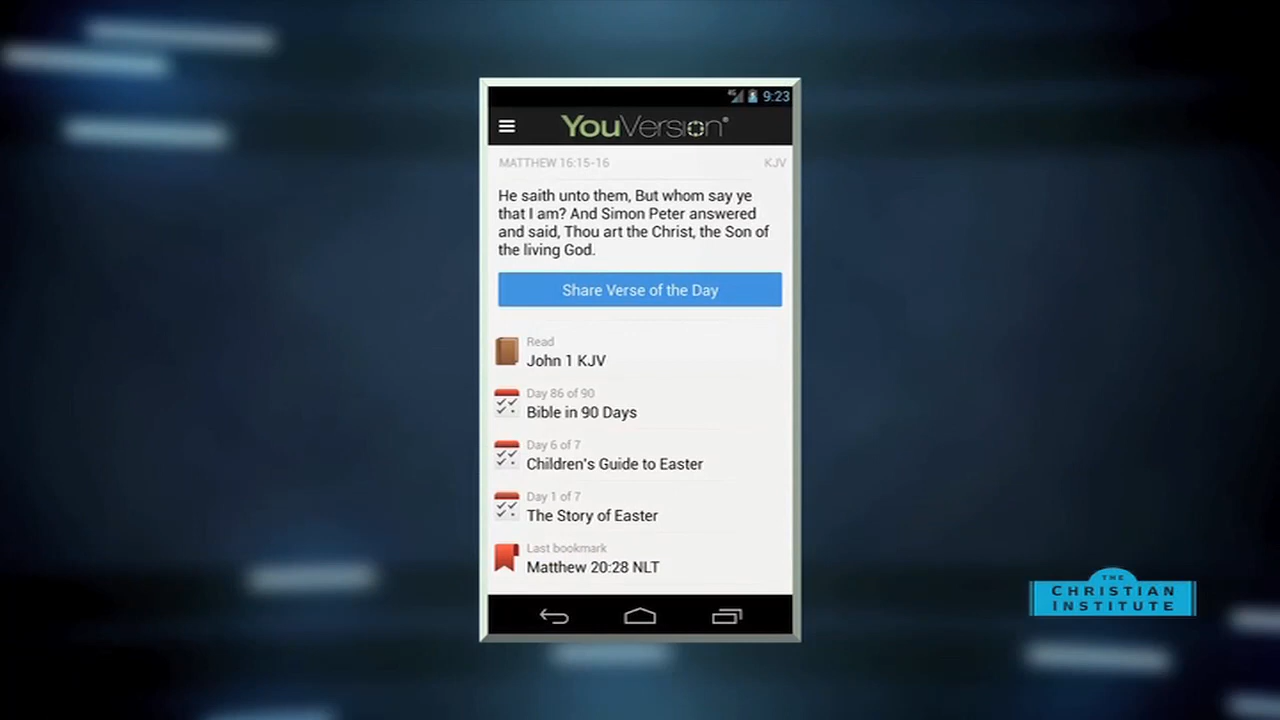 4G 9:23
YouVersion®
MATTHEW 16:15-16 KJV
He saith unto them, But whom say ye
that I am? And Simon Peter answered
and said, Thou art the Christ, the Son of
the living God.
Share Verse of the Day
Read
John 1 KJV
Day 86 of 90
Bible in 90 Days
Day 6 of 7
Children's Guide to Easter
Day 1 of 7
The Story of Easter
Last bookmark
Matthew 20:28 NLT
THE
CHRISTIAN
INSTITUTE